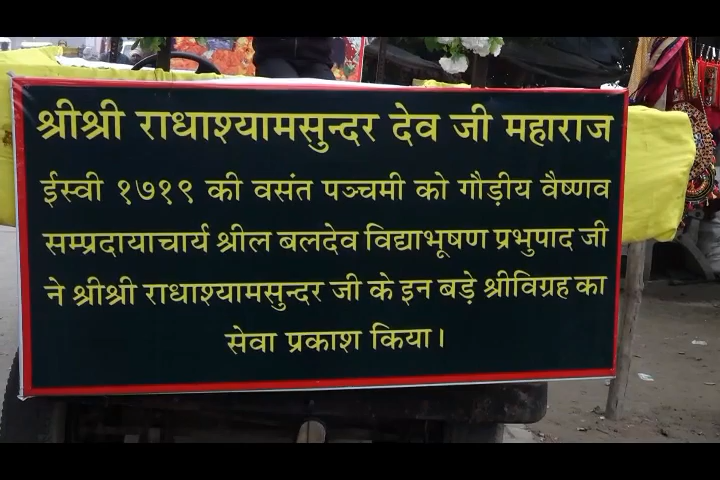 श्रीश्री राधाश्यामसुन्दर देव जी महाराज
ईस्वी १७१९ की वसंत पञ्चमी को गौड़ीय वैष्णव
सम्प्रदायाचार्य श्रील बलदेव विद्याभूषण प्रभुपाद जी
ने श्रीश्री राधाश्यामसुन्दर जी के इन बड़े श्रीविग्रह का
सेवा प्रकाश किया।